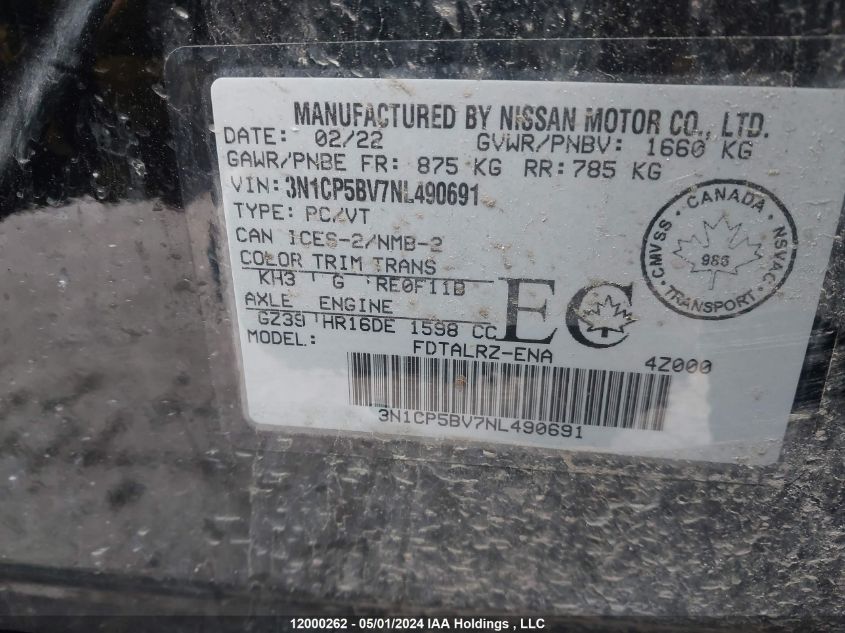 MANUFACTURED BY NISSAN MOTOR CO., LTD.
DATE: 02/22 GVWR/PNBV: 1660 KG
GAWR/PNBE FR: 875 KG RR: 785 KG
VIN: 3N1CP5BV7NL490691
TYPE: PC/VT
CAN ICES-2/NMB-2
COLOR TRIM TRANS
KH3 G RE0F11B
AXLE ENGINE
GZ39 HR16DE 1598 CC
MODEL: FDTALRZ-ENA 4Z000
EC
CANADA
CMVSS · NSVAC
986
TRANSPORT
3N1CP5BV7NL490691
12000262 - 05/01/2024 IAA Holdings , LLC